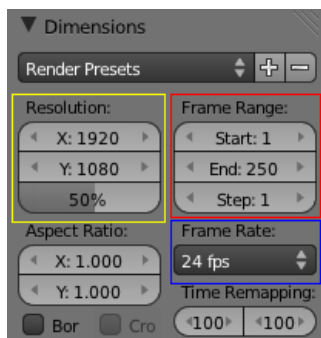 Dimensions
Render Presets
Resolution:
X: 1920
Y: 1080
50%
Frame Range:
Start: 1
End: 250
Step: 1
Aspect Ratio:
X: 1.000
Y: 1.000
Bor
Cro
Frame Rate:
24 fps
Time Remapping:
100
100